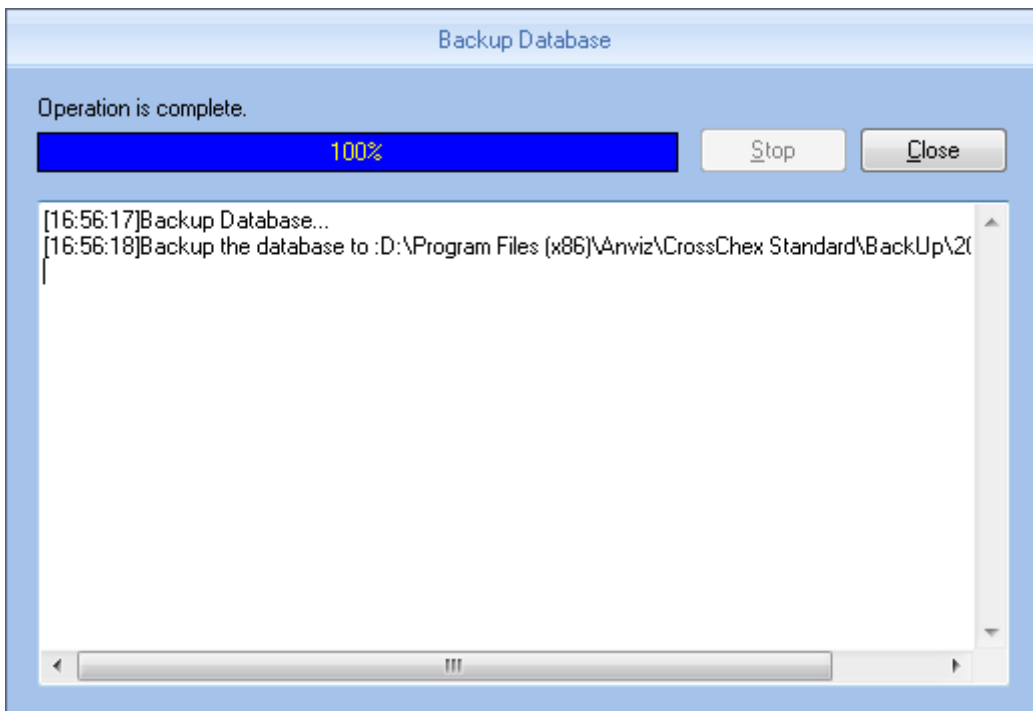 Backup Database
Operation is complete.
100%
Stop
Close
[16:56:17]Backup Database...
[16:56:18]Backup the database to :D:\Program Files (x86)\Anviz\CrossChex Standard\BackUp\20